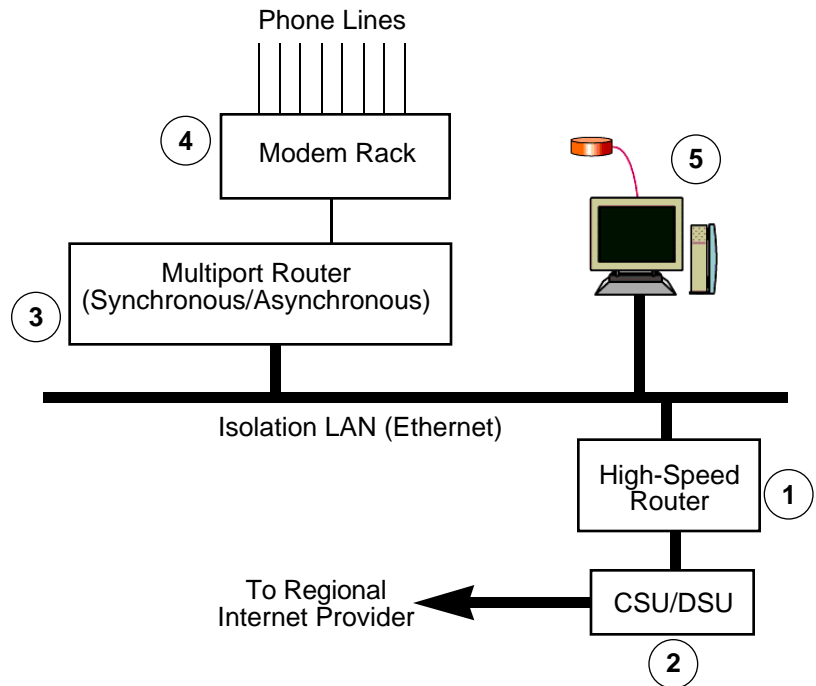 Phone Lines
4
Modem Rack
5
Multiport Router
(Synchronous/Asynchronous)
3
Isolation LAN (Ethernet)
High-Speed
Router
1
To Regional
Internet Provider
CSU/DSU
2